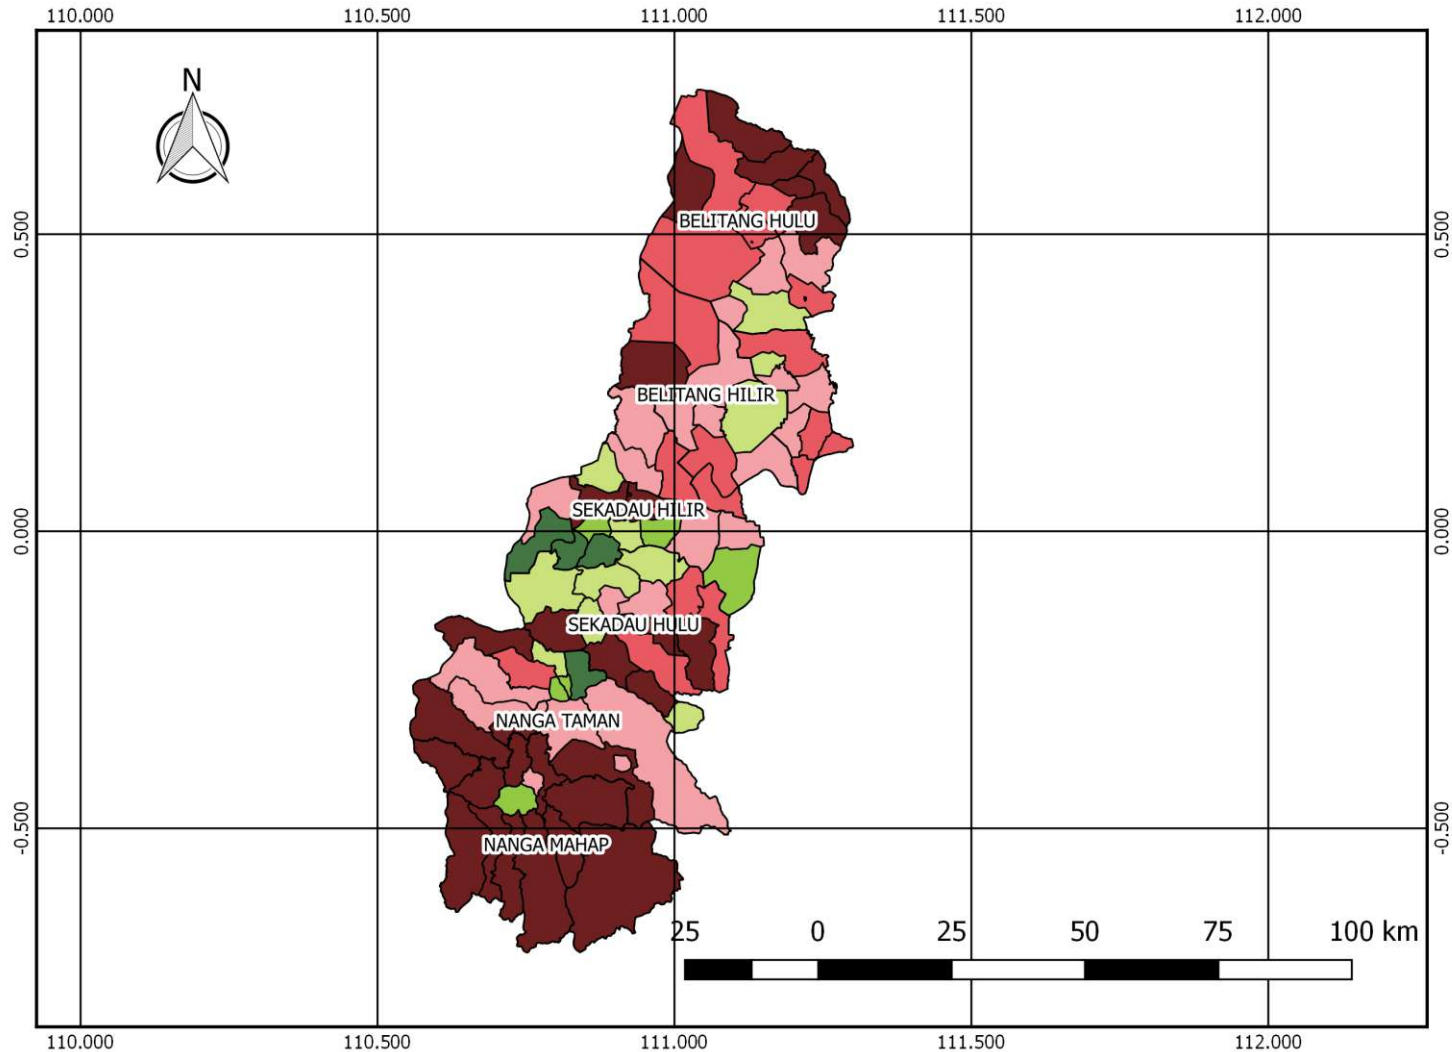 110.000 110.500 111.000 111.500 112.000
N
BELITANG HULU
0.500 0.500
BELITANG HILIR
SEKADAU HILIR
0.000 0.000
SEKADAU HULU
NANGA TAMAN
-0.500 -0.500
NANGA MAHAP
25 0 25 50 75 100 km
110.000 110.500 111.000 111.500 112.000